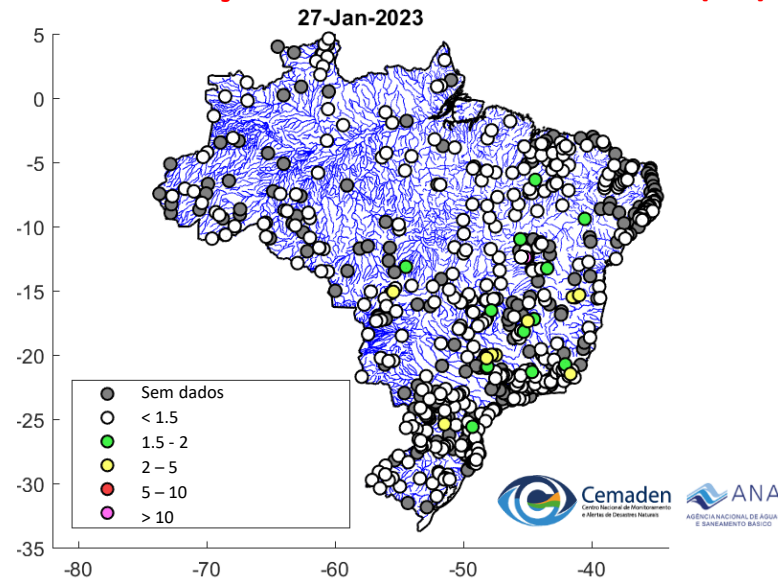 27-Jan-2023
5
0
-5
-10
-15
-20
-25
-30
-35
-80
-70
-60
-50
-40
Sem dados
< 1.5
1.5 - 2
2 – 5
5 – 10
> 10
Cemaden
Centro Nacional de Monitoramento
e Alertas de Desastres Naturais
ANA
AGÊNCIA NACIONAL DE ÁGUA
E SANEAMENTO BÁSICO